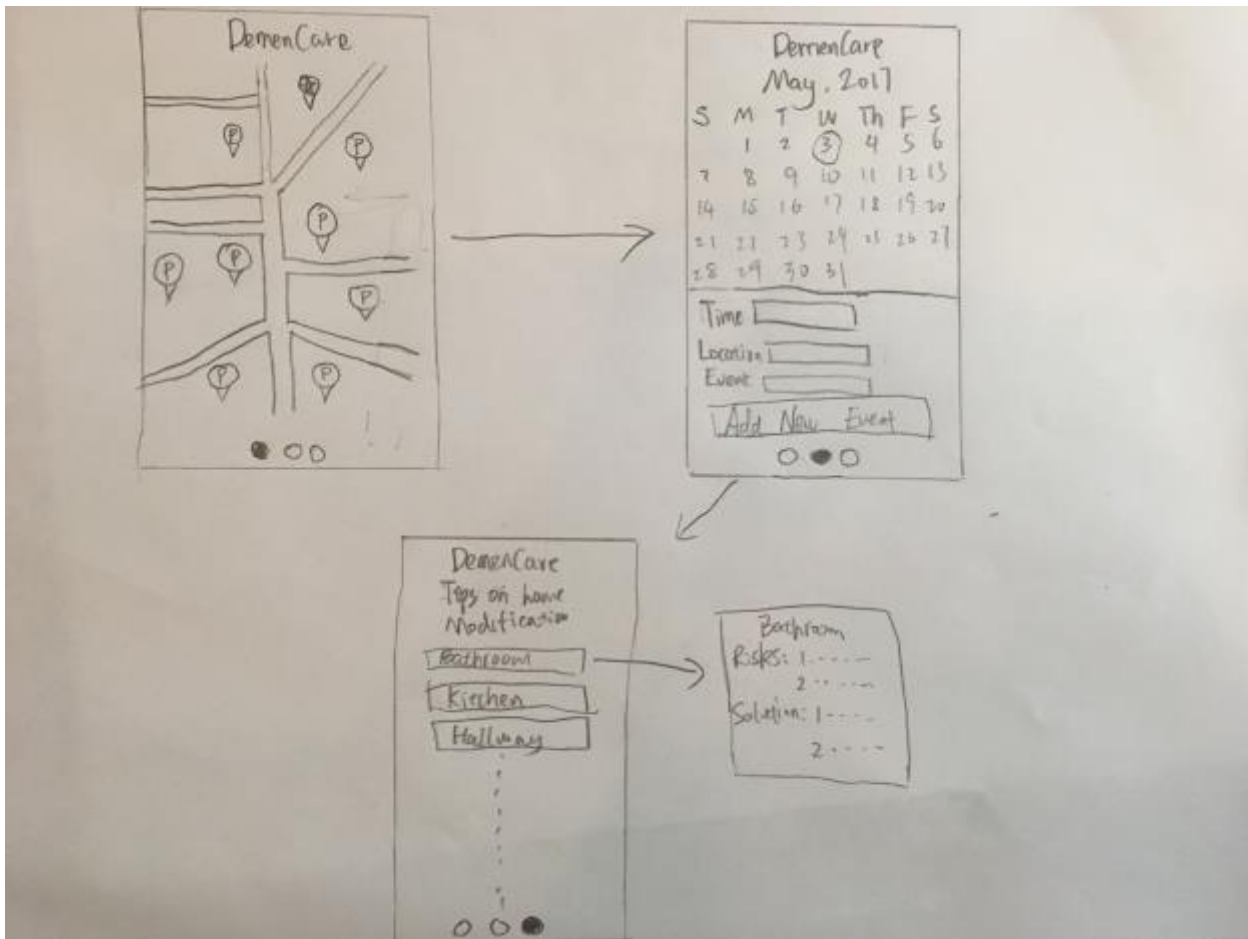 DemenCare
P
P
P
P
P
P
P
P
DemenCare
May, 2017
S M T W Th F S
1 2 3 4 5 6
7 8 9 10 11 12 13
14 15 16 17 18 19 20
21 23 24 25 26 27
28 29 30 31
Time
Location
Event
Add New Event
DemenCare
Tips on home
Modification
Bathroom
Kitchen
Hallway
Bathroom
Risks: 1.----
2.----
Solution: 1----
2----